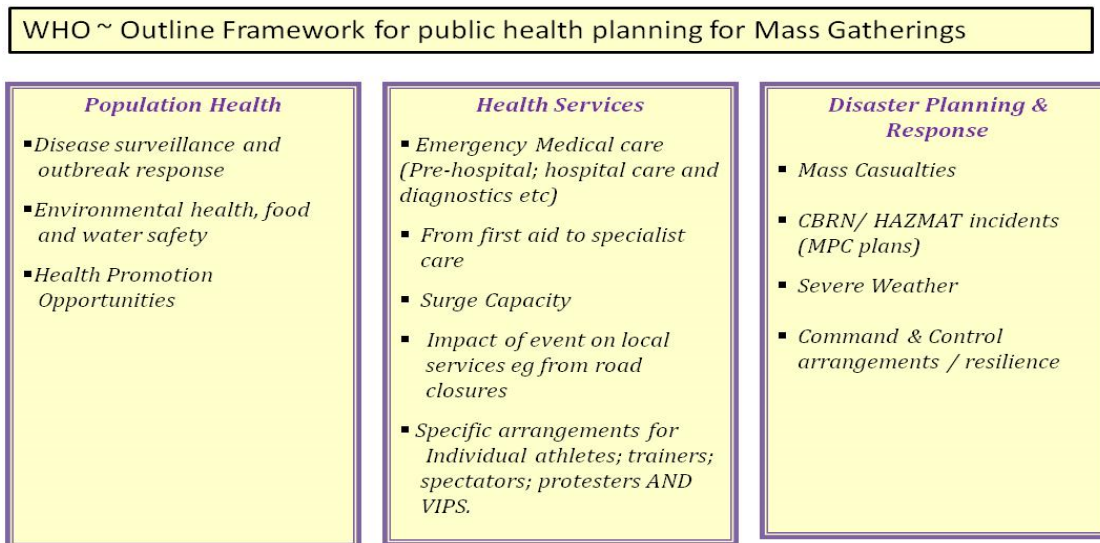 WHO ~ Outline Framework for public health planning for Mass Gatherings
Population Health
▪Disease surveillance and
outbreak response
▪Environmental health, food
and water safety
▪Health Promotion
Opportunities
Health Services
▪ Emergency Medical care
(Pre-hospital; hospital care and
diagnostics etc)
▪ From first aid to specialist
care
▪ Surge Capacity
▪ Impact of event on local
services eg from road
closures
▪ Specific arrangements for
Individual athletes; trainers;
spectators; protesters AND
VIPS.
Disaster Planning &
Response
▪ Mass Casualties
▪ CBRN/ HAZMAT incidents
(MPC plans)
▪ Severe Weather
▪ Command & Control
arrangements / resilience